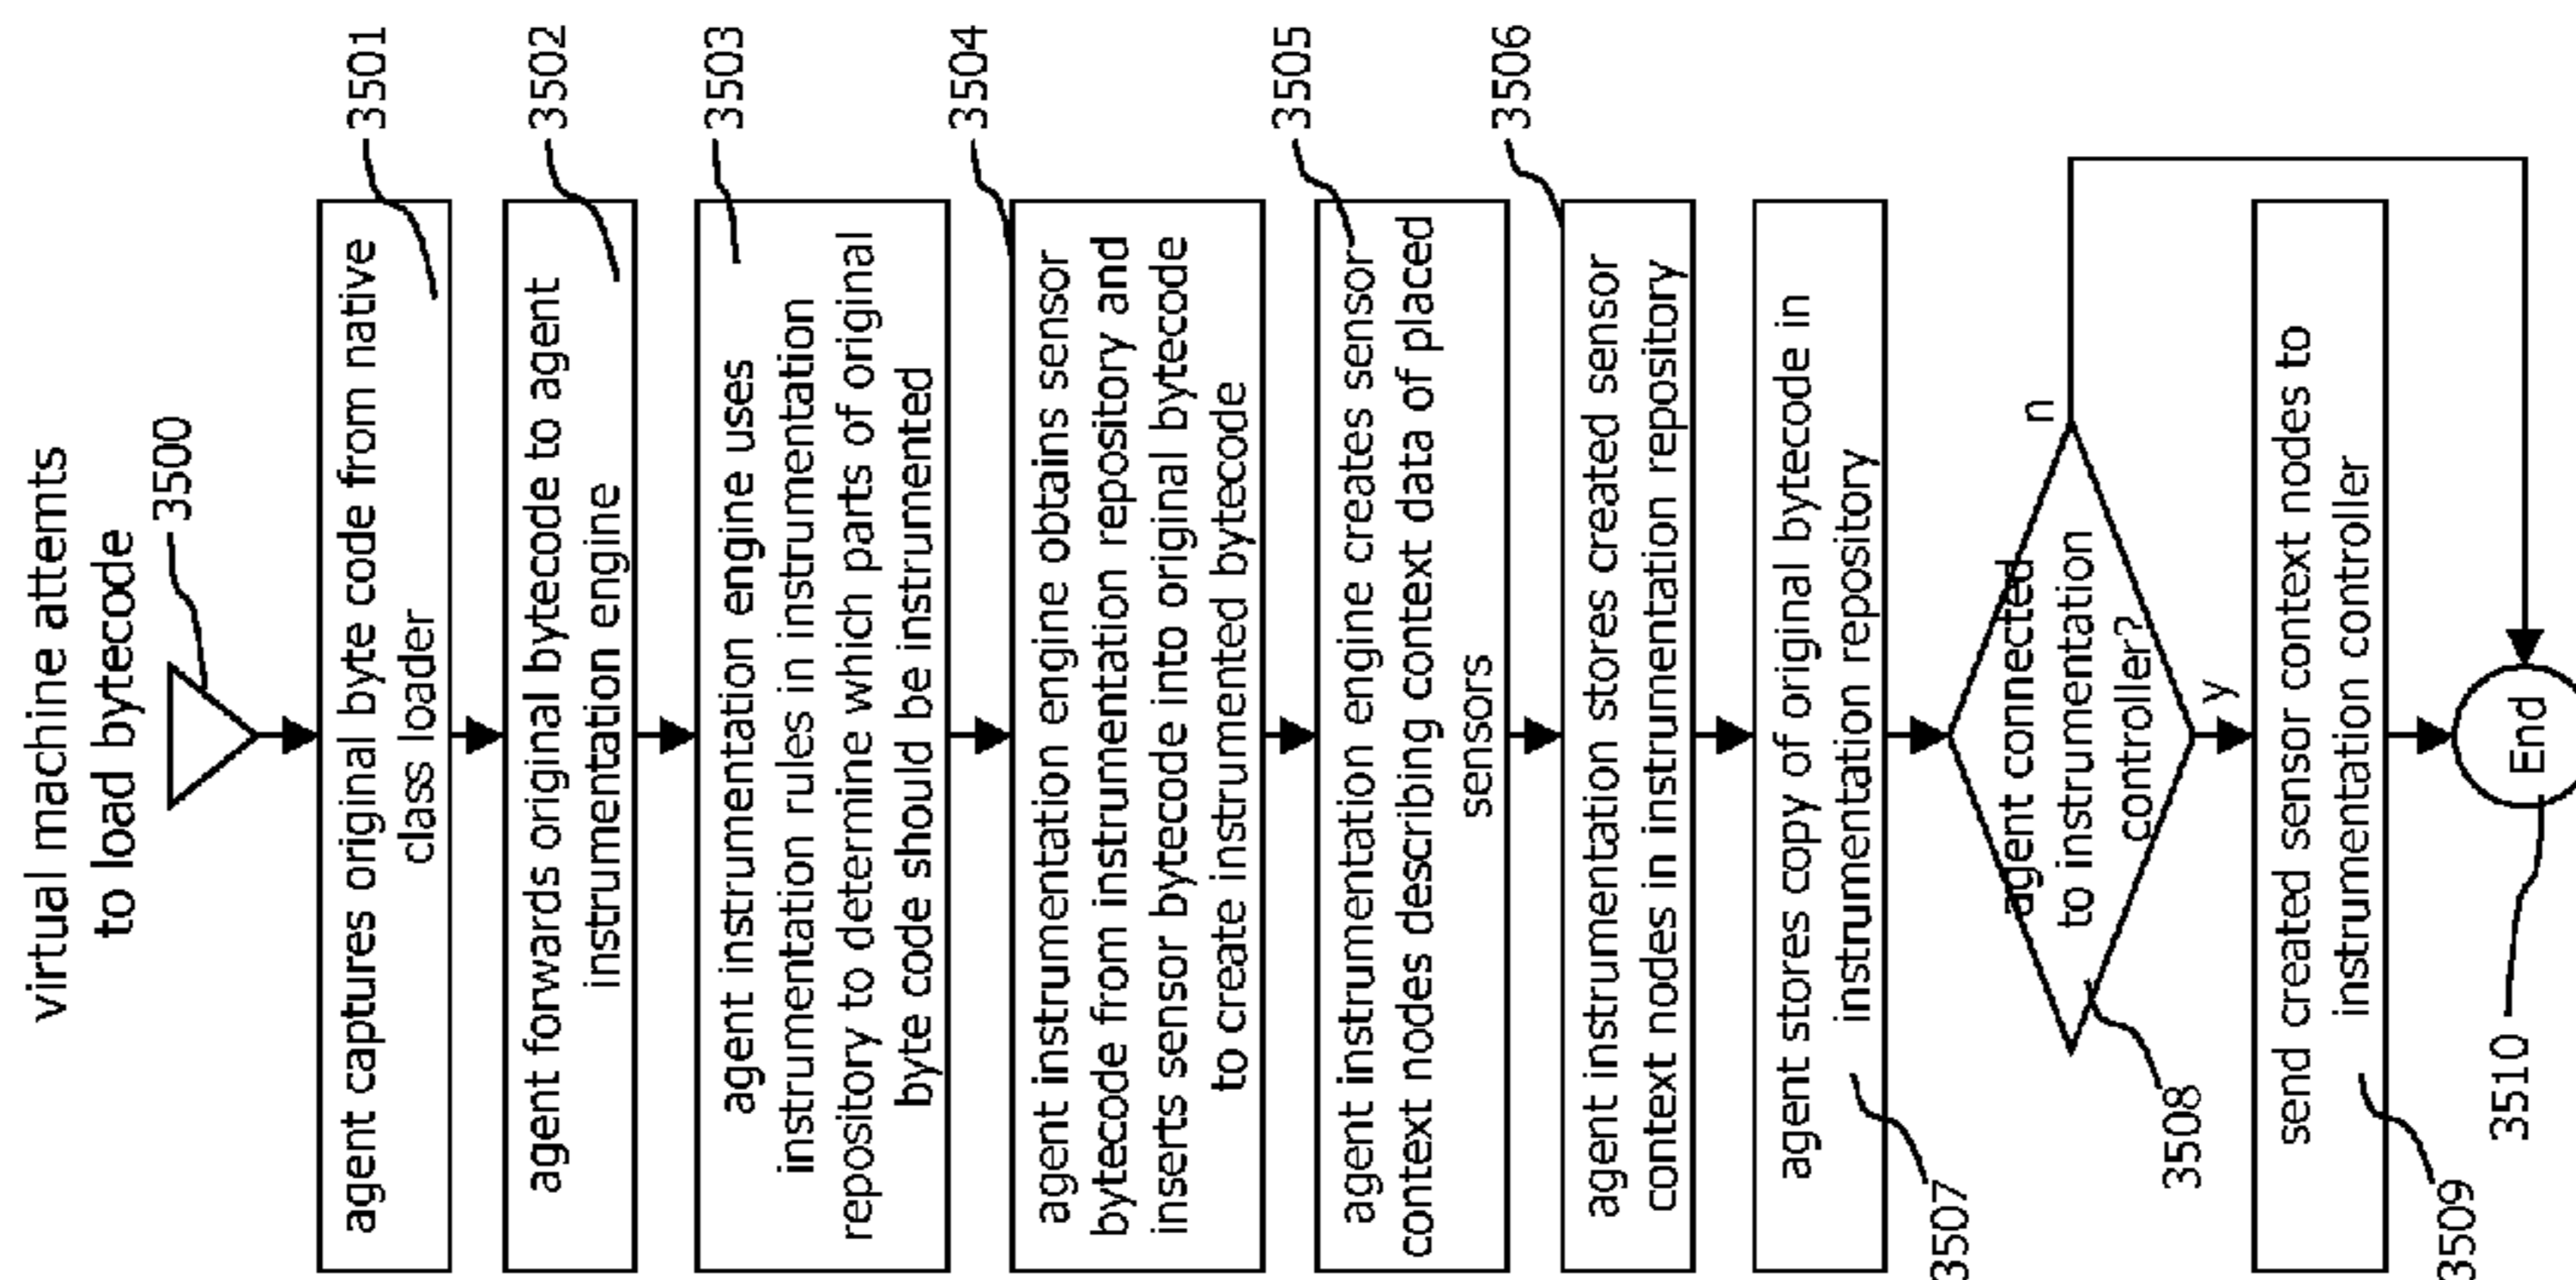 virtual machine attemts
to load bytecode
3500
agent captures original byte code from native
class loader
3501
agent forwards original bytecode to agent
instrumentation engine
3502
agent instrumentation engine uses
instrumentation rules in instrumentation
repository to determine which parts of original
byte code should be instrumented
3503
agent instrumentation engine obtains sensor
bytecode from instrumentation repository and
inserts sensor bytecode into original bytecode
to create instrumented bytecode
3504
agent instrumentation engine creates sensor
context nodes describing context data of placed
sensors
3505
agent instrumentation stores created sensor
context nodes in instrumentation repository
3506
agent stores copy of original bytecode in
instrumentation repository
3507
agent connected
to instrumentation
controller?
n
y
3508
send created sensor context nodes to
instrumentation controller
3509
End
3510